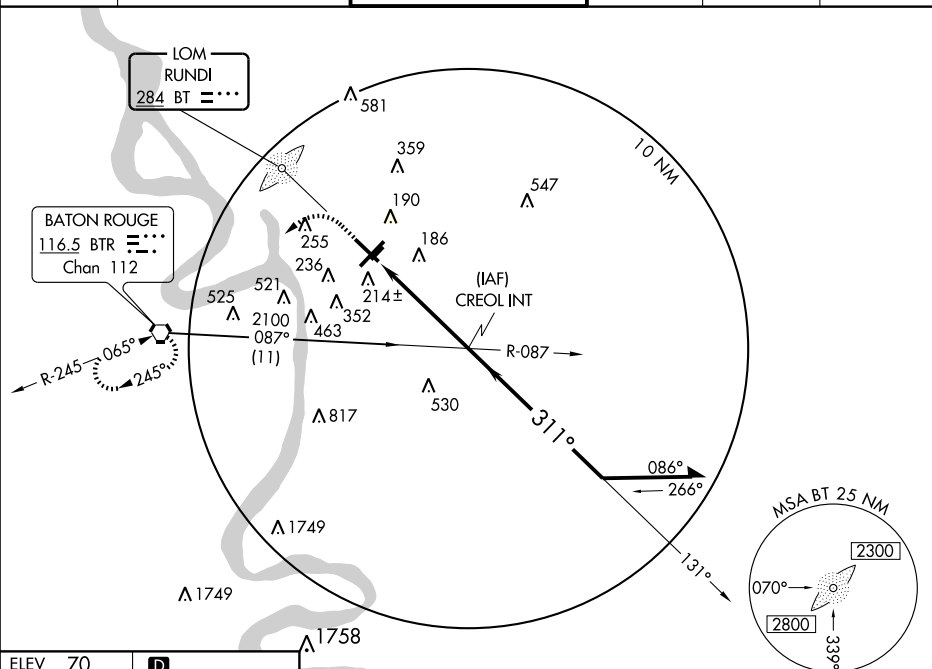 LOM
RUNDI
284 BT
581
10 NM
359
547
190
BATON ROUGE
116.5 BTR
Chan 112
255
186
236
(IAF)
CREOL INT
214±
521
525
352
2100
463
087°
(11)
R-087
R-245
065°
245°
530
817
311°
086°
266°
MSA BT 25 NM
1749
131°
2300
070°
1749
2800
339°
1758
ELEV 70
D